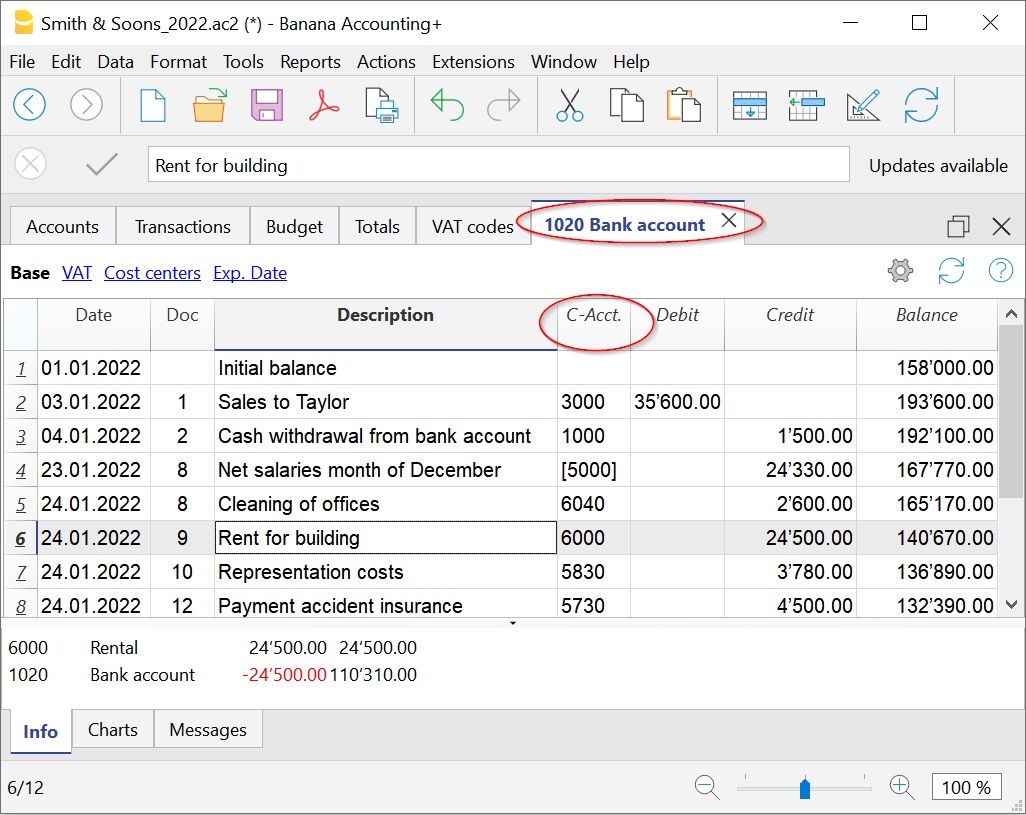 Smith & Soons_2022.ac2 (*) - Banana Accounting+
File Edit Data Format Tools Reports Actions Extensions Window Help
Rent for building Updates available
Accounts Transactions Budget Totals VAT codes 1020 Bank account
Base VAT Cost centers Exp. Date
Date Doc Description C-Acct. Debit Credit Balance
1 01.01.2022 Initial balance 158’000.00
2 03.01.2022 1 Sales to Taylor 3000 35’600.00 193’600.00
3 04.01.2022 2 Cash withdrawal from bank account 1000 1’500.00 192’100.00
4 23.01.2022 8 Net salaries month of December [5000] 24’330.00 167’770.00
5 24.01.2022 8 Cleaning of offices 6040 2’600.00 165’170.00
6 24.01.2022 9 Rent for building 6000 24’500.00 140’670.00
7 24.01.2022 10 Representation costs 5830 3’780.00 136’890.00
8 24.01.2022 12 Payment accident insurance 5730 4’500.00 132’390.00
6000 Rental 24’500.00 24’500.00
1020 Bank account -24’500.00 110’310.00
Info Charts Messages
6/12 100 %